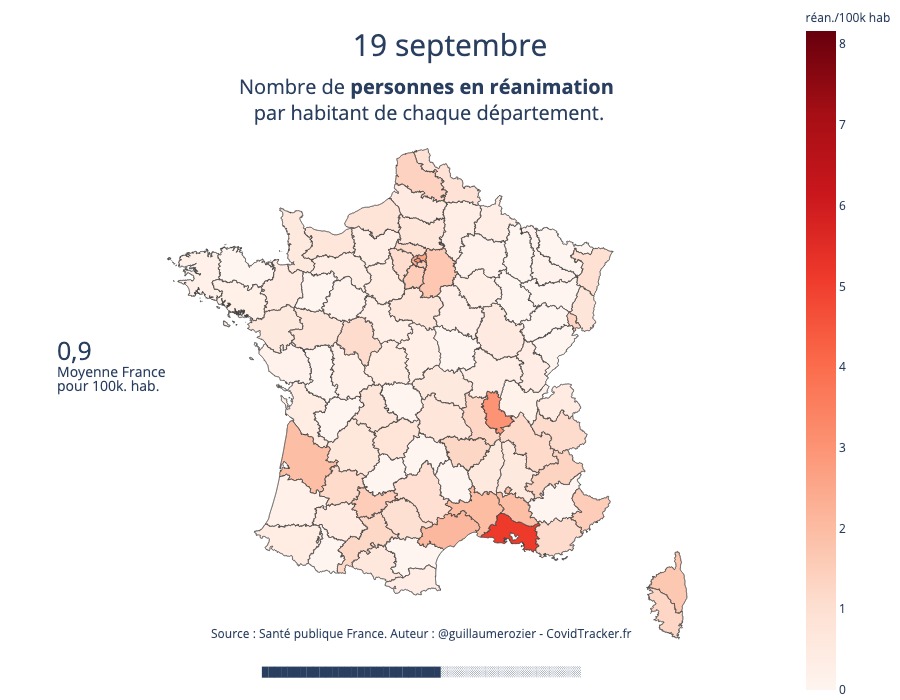 réan./100k hab
19 septembre
Nombre de personnes en réanimation
par habitant de chaque département.
8
7
6
5
4
3
2
1
0
0,9
Moyenne France
pour 100k. hab.
Source : Santé publique France. Auteur : @guillaumerozier - CovidTracker.fr